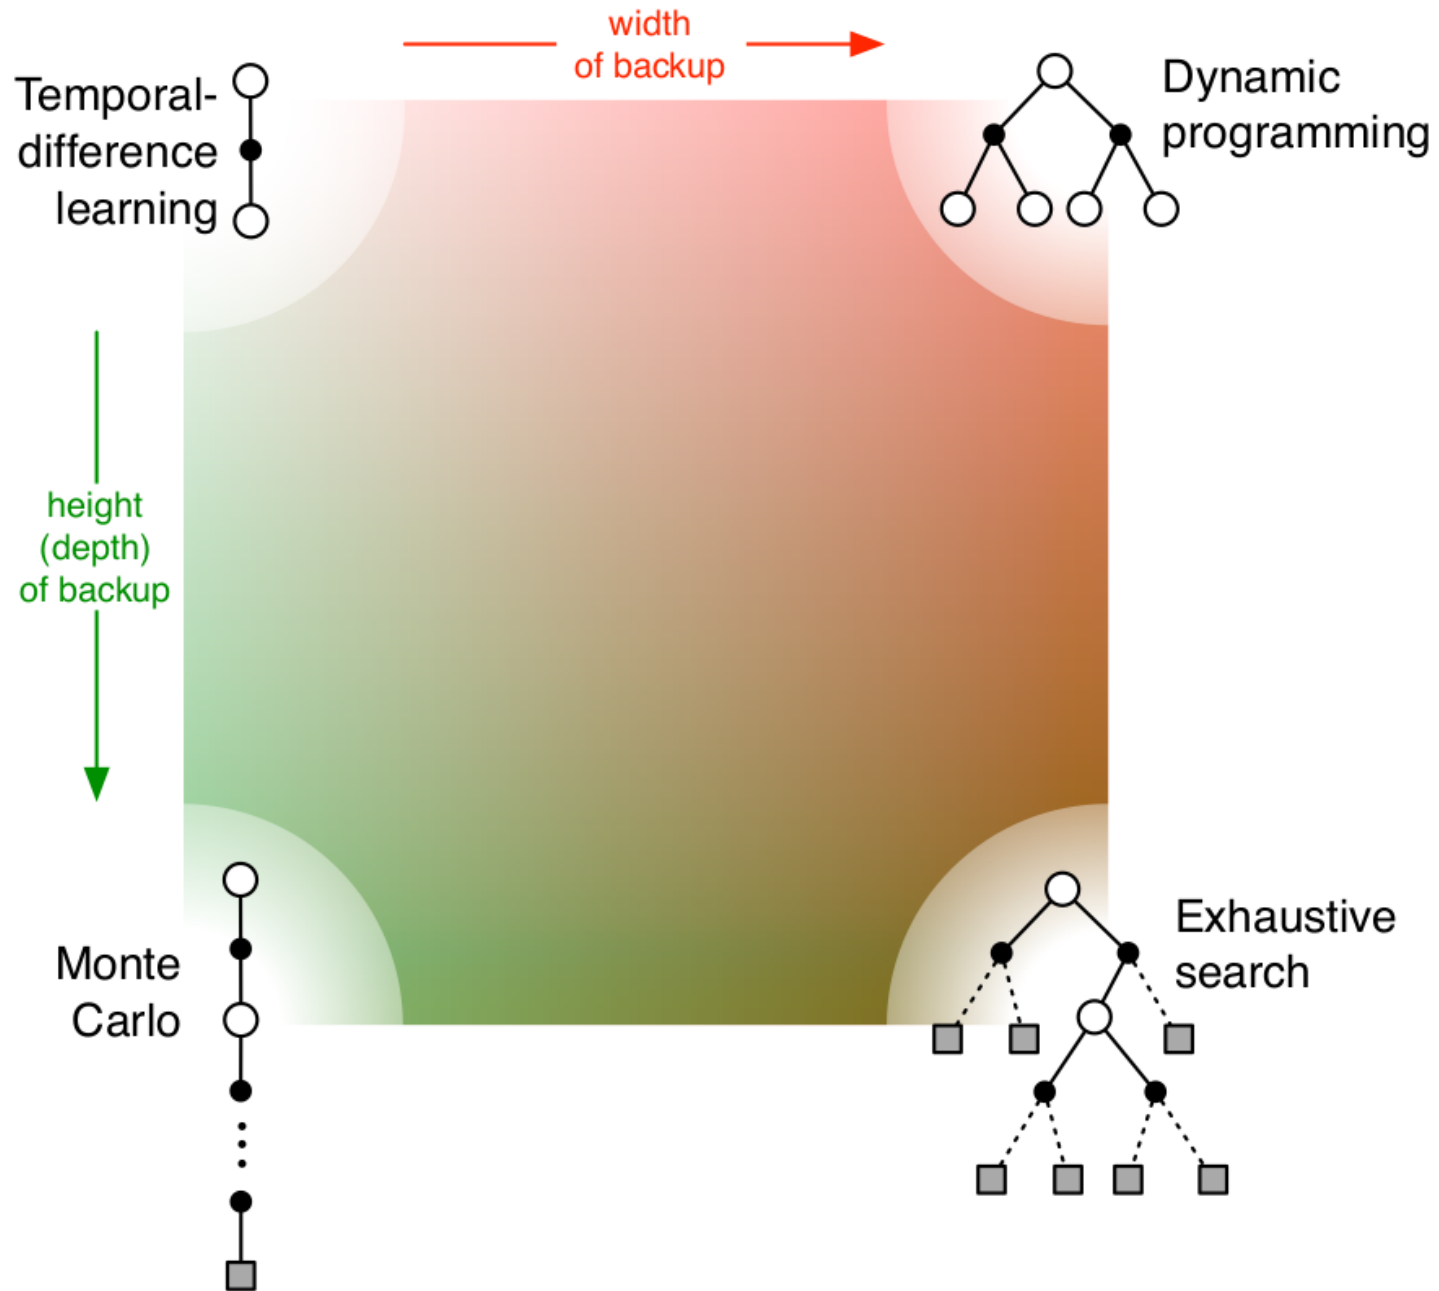 width
of backup
Temporal-
difference
learning
Dynamic
programming
height
(depth)
of backup
Monte
Carlo
Exhaustive
search